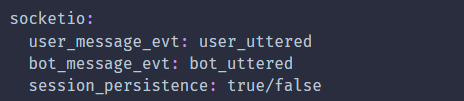 socketio:
  user_message_evt: user_uttered
  bot_message_evt: bot_uttered
  session_persistence: true/false